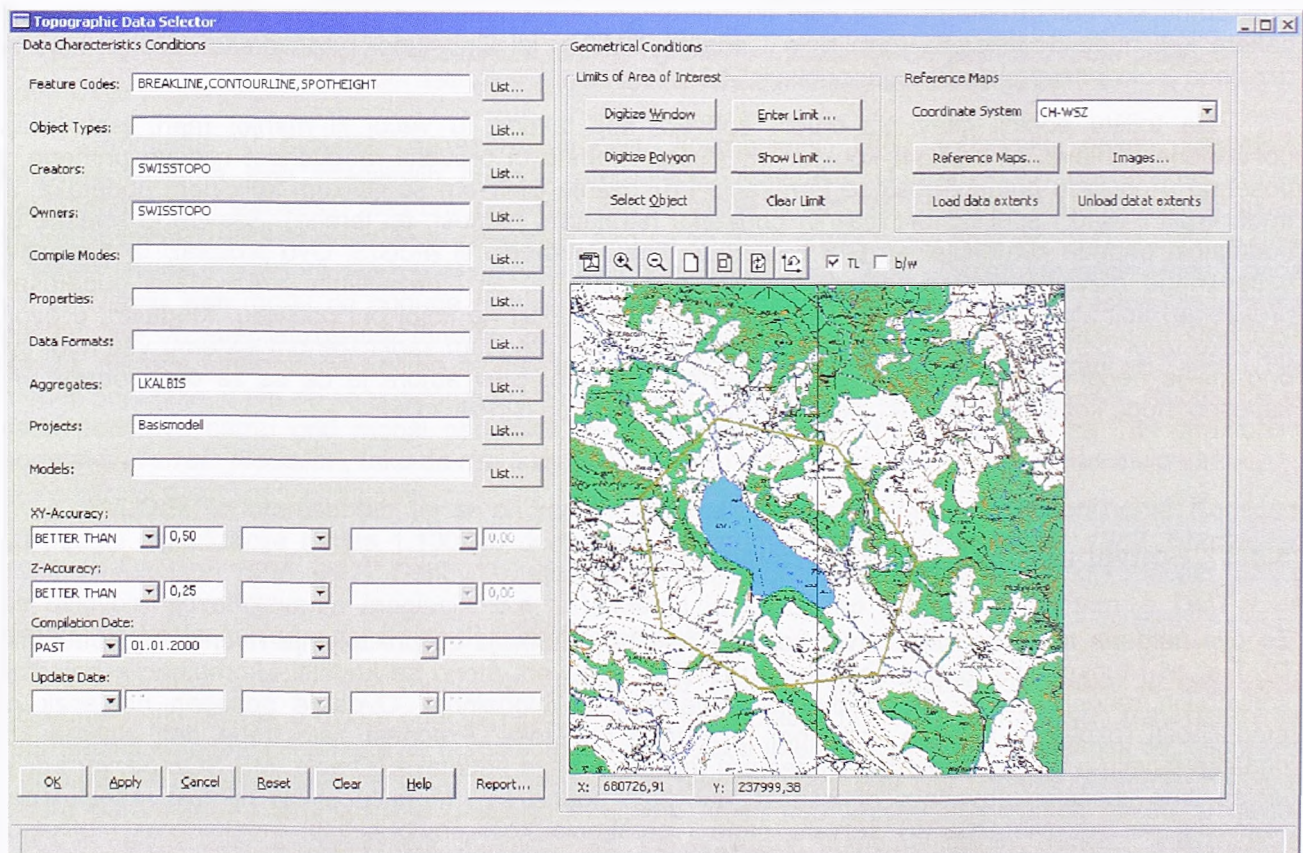 Topographic Data Selector
Data Characteristics Conditions
Feature Codes: BREAKLINE,CONTOURLINE,SPOTHEIGHT List...
Object Types: List...
Creators: SWISSTOPO List...
Owners: SWISSTOPO List...
Compile Modes: List...
Properties: List...
Data Formats: List...
Aggregates: LKALBIS List...
Projects: Basismodell List...
Models: List...
XY-Accuracy:
BETTER THAN 0,50 0,00
Z-Accuracy:
BETTER THAN 0,25 0,00
Compilation Date:
PAST 01.01.2000
Update Date:
OK Apply Cancel Reset Clear Help Report...
Geometrical Conditions
Limits of Area of Interest
Digitize Window Enter Limit ...
Digitize Polygon Show Limit ...
Select Object Clear Limit
Reference Maps
Coordinate System CH-WSZ
Reference Maps... Images...
Load data extents Unload datat extents
TL b/w
X: 680726,91 Y: 237999,38